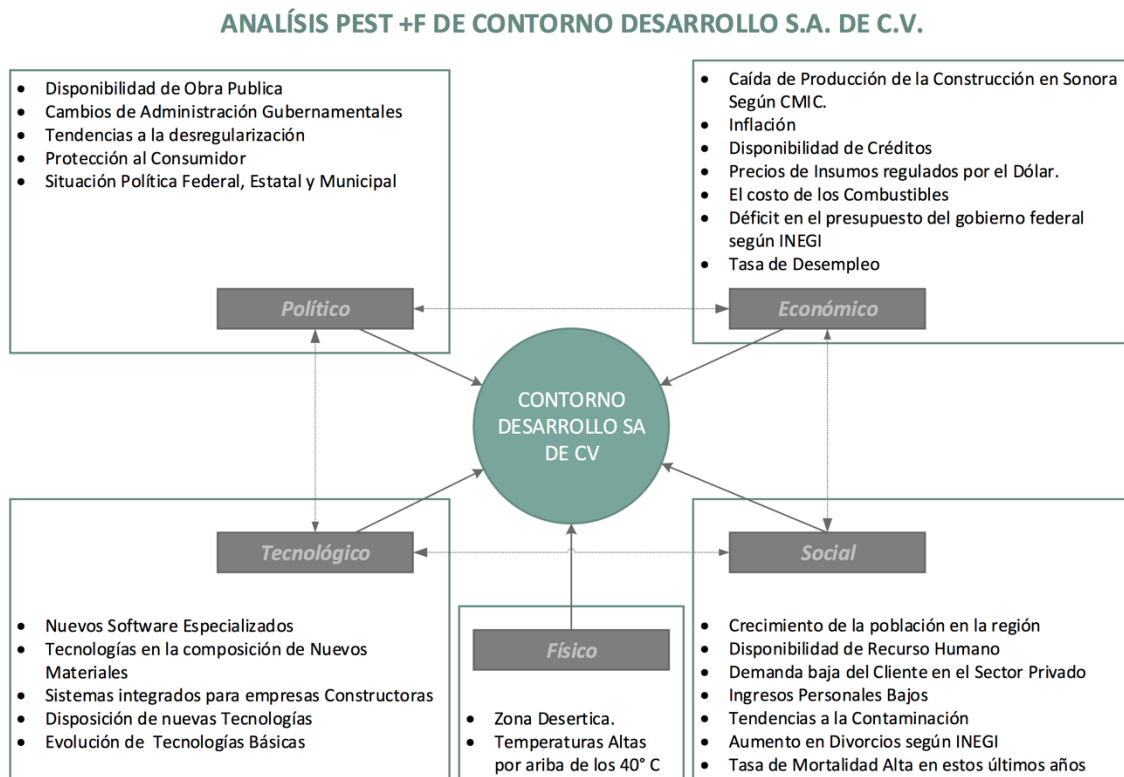 ANALÍSIS PEST +F DE CONTORNO DESARROLLO S.A. DE C.V.
• Disponibilidad de Obra Publica
• Cambios de Administración Gubernamentales
• Tendencias a la desregularización
• Protección al Consumidor
• Situación Política Federal, Estatal y Municipal
Político
• Caída de Producción de la Construcción en Sonora
Según CMIC.
• Inflación
• Disponibilidad de Créditos
• Precios de Insumos regulados por el Dólar.
• El costo de los Combustibles
• Déficit en el presupuesto del gobierno federal
según INEGI
• Tasa de Desempleo
Económico
CONTORNO
DESARROLLO SA
DE CV
Tecnológico
• Nuevos Software Especializados
• Tecnologías en la composición de Nuevos
Materiales
• Sistemas integrados para empresas Constructoras
• Disposición de nuevas Tecnologías
• Evolución de Tecnologías Básicas
Físico
• Zona Desertica.
• Temperaturas Altas
por ariba de los 40° C
Social
• Crecimiento de la población en la región
• Disponibilidad de Recurso Humano
• Demanda baja del Cliente en el Sector Privado
• Ingresos Personales Bajos
• Tendencias a la Contaminación
• Aumento en Divorcios según INEGI
• Tasa de Mortalidad Alta en estos últimos años